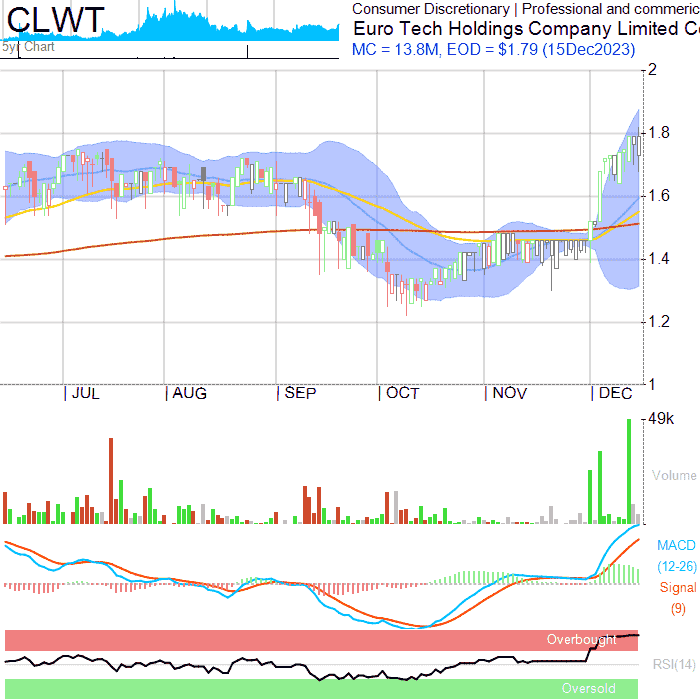 CLWT
5yr Chart
Consumer Discretionary | Professional and commeric
Euro Tech Holdings Company Limited C
MC = 13.8M, EOD = $1.79 (15Dec2023)
2
1.8
1.6
1.4
1.2
1
| JUL | AUG | SEP | OCT | NOV | DEC
49k
Volume
MACD
(12-26)
Signal
(9)
Overbought
RSI(14)
Oversold